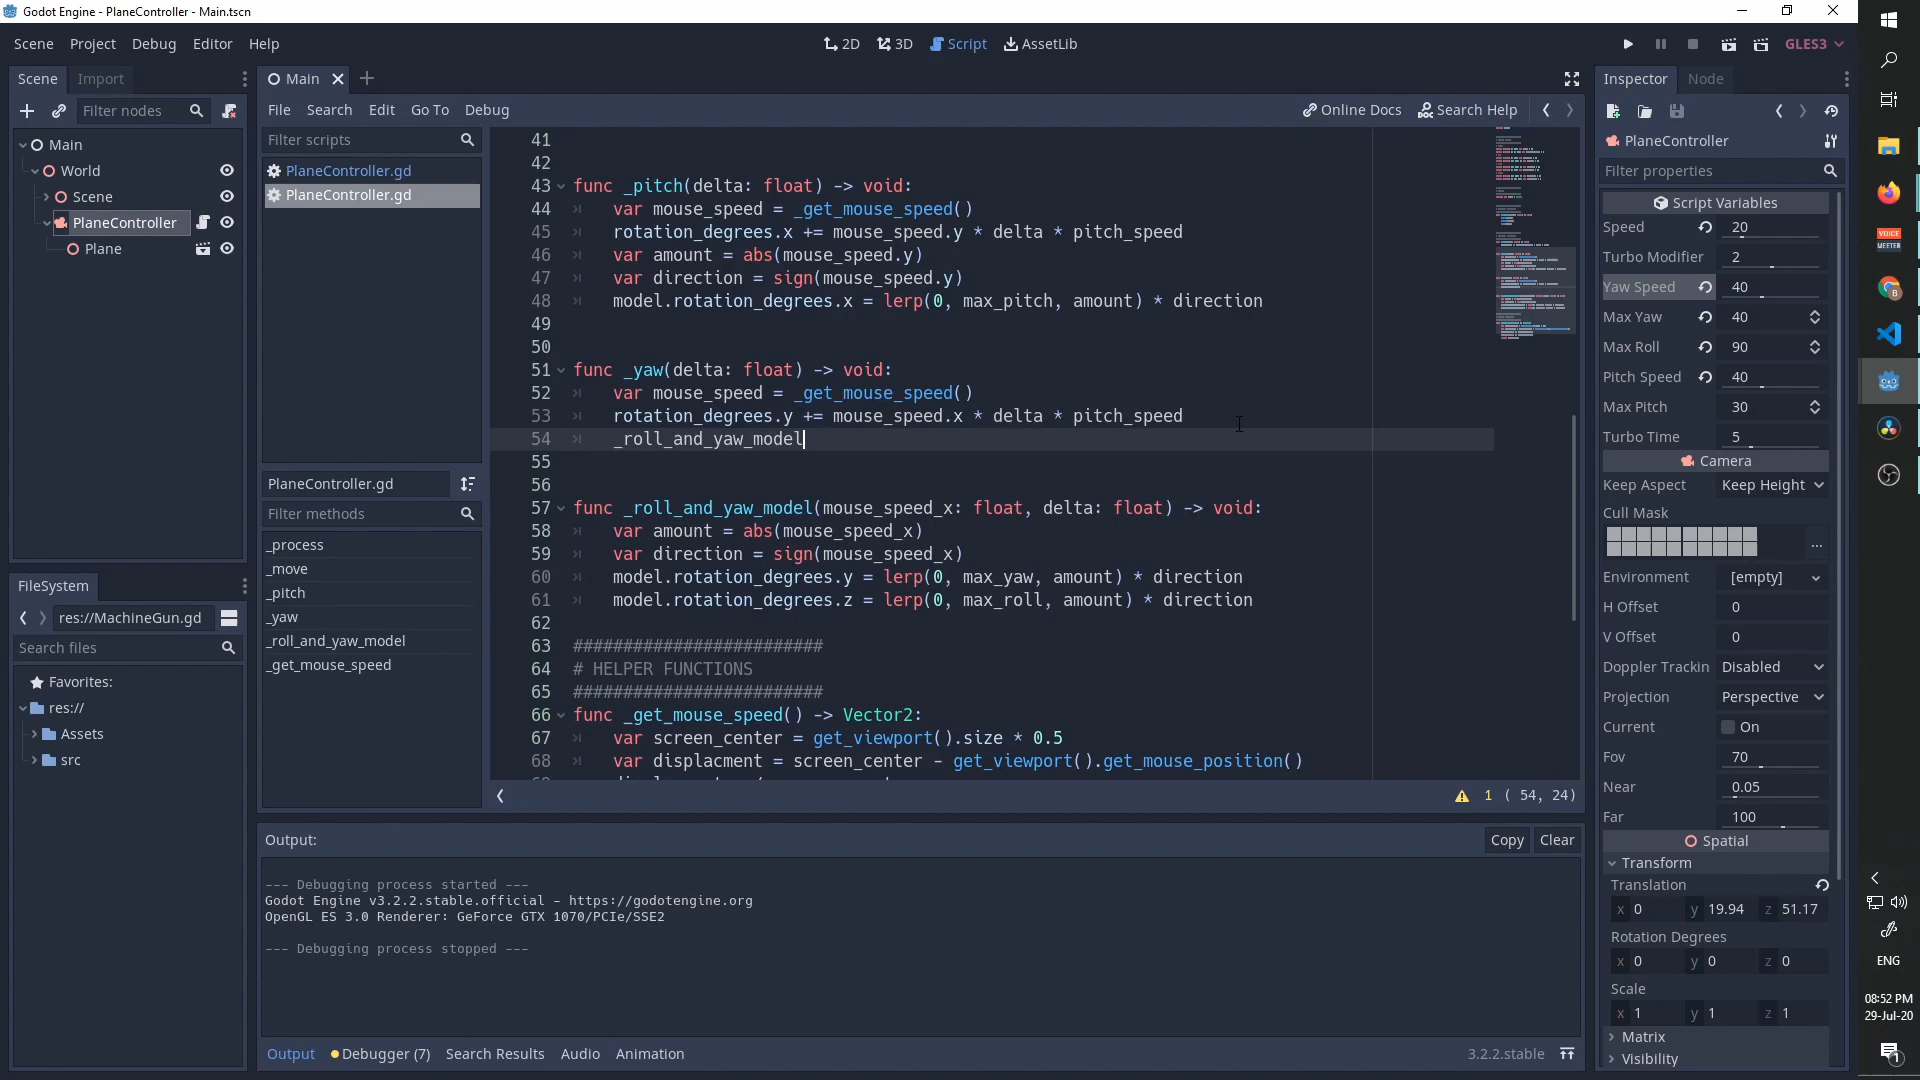 Godot Engine - PlaneController - Main.tscn
Scene Project Debug Editor Help
2D 3D Script AssetLib
GLES3
Scene Import
Filter nodes
Main
World
Scene
PlaneController
Plane
FileSystem
res://MachineGun.gd
Search files
Favorites:
res://
Assets
src
Main
File Search Edit Go To Debug
Online Docs Search Help
Filter scripts
PlaneController.gd
PlaneController.gd
PlaneController.gd
Filter methods
_process
_move
_pitch
_yaw
_roll_and_yaw_model
_get_mouse_speed
41
42
43 func _pitch(delta: float) -> void:
44 var mouse_speed = _get_mouse_speed()
45 rotation_degrees.x += mouse_speed.y * delta * pitch_speed
46 var amount = abs(mouse_speed.y)
47 var direction = sign(mouse_speed.y)
48 model.rotation_degrees.x = lerp(0, max_pitch, amount) * direction
49
50
51 func _yaw(delta: float) -> void:
52 var mouse_speed = _get_mouse_speed()
53 rotation_degrees.y += mouse_speed.x * delta * pitch_speed
54 _roll_and_yaw_model
55
56
57 func _roll_and_yaw_model(mouse_speed_x: float, delta: float) -> void:
58 var amount = abs(mouse_speed_x)
59 var direction = sign(mouse_speed_x)
60 model.rotation_degrees.y = lerp(0, max_yaw, amount) * direction
61 model.rotation_degrees.z = lerp(0, max_roll, amount) * direction
62
63 #########################
64 # HELPER FUNCTIONS
65 #########################
66 func _get_mouse_speed() -> Vector2:
67 var screen_center = get_viewport().size * 0.5
68 var displacment = screen_center - get_viewport().get_mouse_position()
1 ( 54, 24)
Output:
Copy Clear
--- Debugging process started ---
Godot Engine v3.2.2.stable.official - https://godotengine.org
OpenGL ES 3.0 Renderer: GeForce GTX 1070/PCIe/SSE2
--- Debugging process stopped ---
Output Debugger (7) Search Results Audio Animation
3.2.2.stable
Inspector Node
PlaneController
Filter properties
Script Variables
Speed 20
Turbo Modifier 2
Yaw Speed 40
Max Yaw 40
Max Roll 90
Pitch Speed 40
Max Pitch 30
Turbo Time 5
Camera
Keep Aspect Keep Height
Cull Mask
...
Environment [empty]
H Offset 0
V Offset 0
Doppler Trackin Disabled
Projection Perspective
Current On
Fov 70
Near 0.05
Far 100
Spatial
Transform
Translation
x 0 y 19.94 z 51.17
Rotation Degrees
x 0 y 0 z 0
Scale
x 1 y 1 z 1
Matrix
Visibility
VOICE
MEETER
B
ENG
08:52 PM
29-Jul-20
1